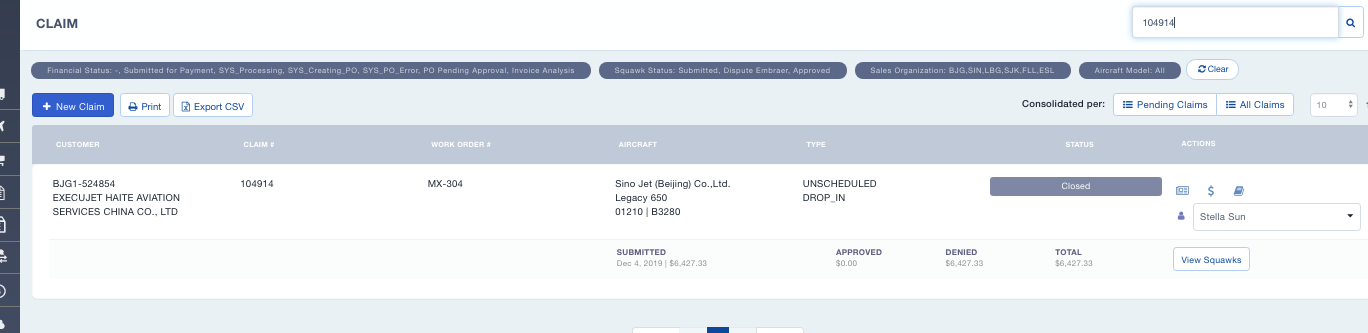 CLAIM
104914
Financial Status: -, Submitted for Payment, SYS_Processing, SYS_Creating_PO, SYS_PO_Error, PO Pending Approval, Invoice Analysis
Squawk Status: Submitted, Dispute Embraer, Approved
Sales Organization: BJG,SIN,LBG,SJK,FLL,ESL
Aircraft Model: All
Clear
+ New Claim
Print
Export CSV
Consolidated per:
Pending Claims
All Claims
10
CUSTOMER
CLAIM #
WORK ORDER #
AIRCRAFT
TYPE
STATUS
ACTIONS
BJG1-524854
EXECUJET HAITE AVIATION
SERVICES CHINA CO., LTD
104914
MX-304
Sino Jet (Beijing) Co.,Ltd.
Legacy 650
01210 | B3280
UNSCHEDULED
DROP_IN
Closed
$
Stella Sun
SUBMITTED
Dec 4, 2019 | $6,427.33
APPROVED
$0.00
DENIED
$6,427.33
TOTAL
$6,427.33
View Squawks